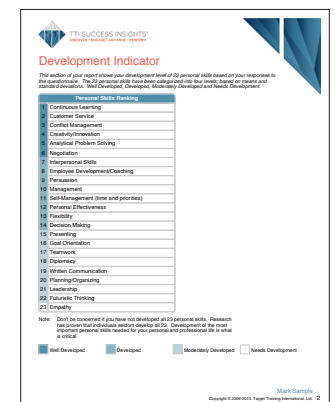 TTI SUCCESS INSIGHTS®
DISCOVER • ENGAGE • ADVANCE • PERFORM
Development Indicator
This section of your report shows your development level of 23 personal skills based on your responses to
the questionnaire. The 23 personal skills have been categorized into four levels; based on means and
standard deviations. Well Developed, Developed, Moderately Developed and Needs Development.
Personal Skills Ranking
1 Continuous Learning
2 Customer Service
3 Conflict Management
4 Creativity/Innovation
5 Analytical Problem Solving
6 Negotiation
7 Interpersonal Skills
8 Employee Development/Coaching
9 Persuasion
10 Management
11 Self-Management (time and priorities)
12 Personal Effectiveness
13 Flexibility
14 Decision Making
15 Presenting
16 Goal Orientation
17 Teamwork
18 Diplomacy
19 Written Communication
20 Planning/Organizing
21 Leadership
22 Futuristic Thinking
23 Empathy
Note: Don't be concerned if you have not developed all 23 personal skills. Research
has proven that individuals seldom develop all 23. Development of the most
important personal skills needed for your personal and professional life is what
is critical.
Well Developed Developed Moderately Developed Needs Development
Mark Sample
Copyright © 2006-2013. Target Training International, Ltd. 2